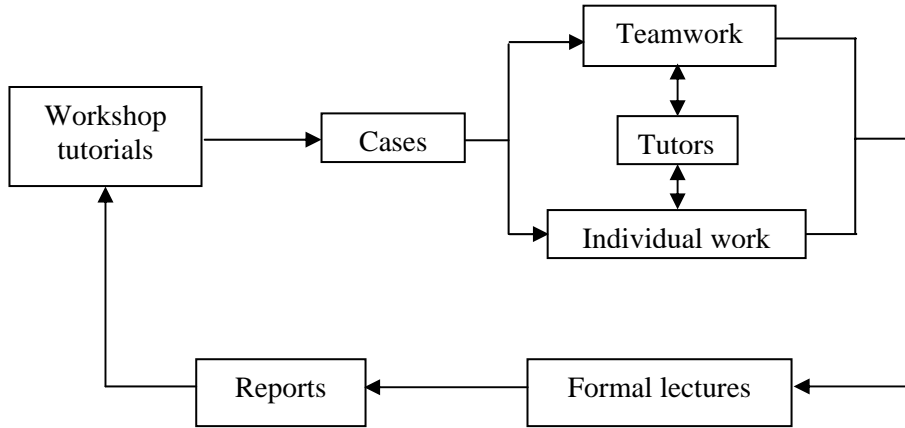 Teamwork
Workshop
tutorials
Cases
Tutors
Individual work
Reports
Formal lectures